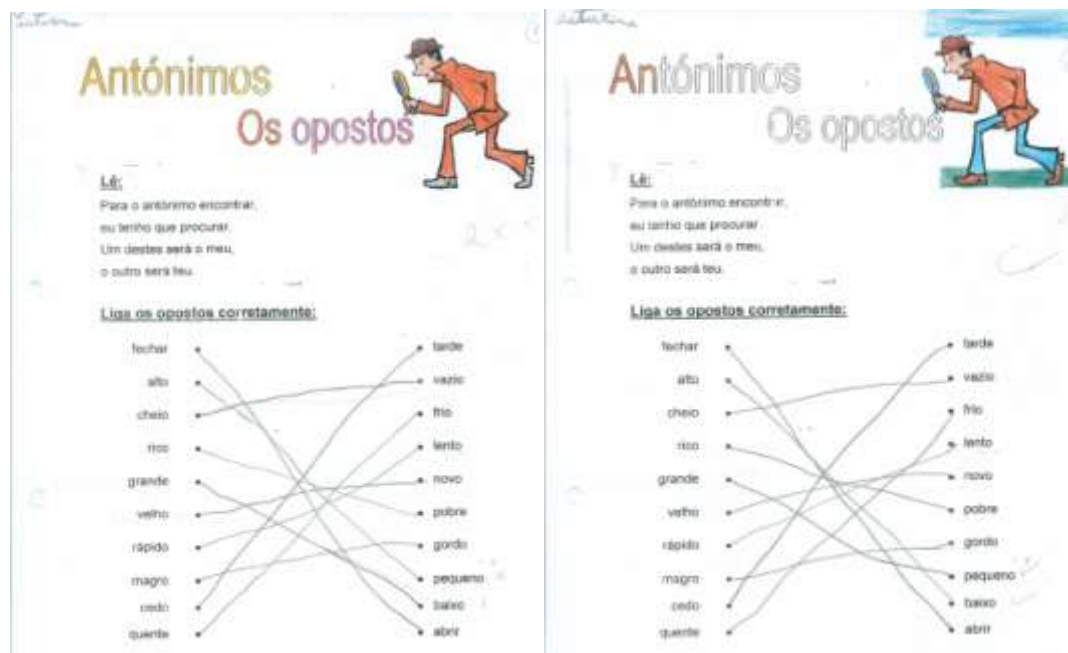 Antónimos
Os opostos
Lê:
Para o antónimo encontrar,
eu tenho que procurar.
Um destes será o meu,
o outro será teu.
Liga os opostos corretamente:
fechar tarde
alto vazio
cheio frio
rico lento
grande novo
velho pobre
rápido gordo
magro pequeno
cedo baixo
quente abrir
Antónimos
Os opostos
Lê:
Para o antónimo encontrar,
eu tenho que procurar.
Um destes será o meu,
o outro será teu.
Liga os opostos corretamente:
fechar tarde
alto vazio
cheio frio
rico lento
grande novo
velho pobre
rápido gordo
magro pequeno
cedo baixo
quente abrir